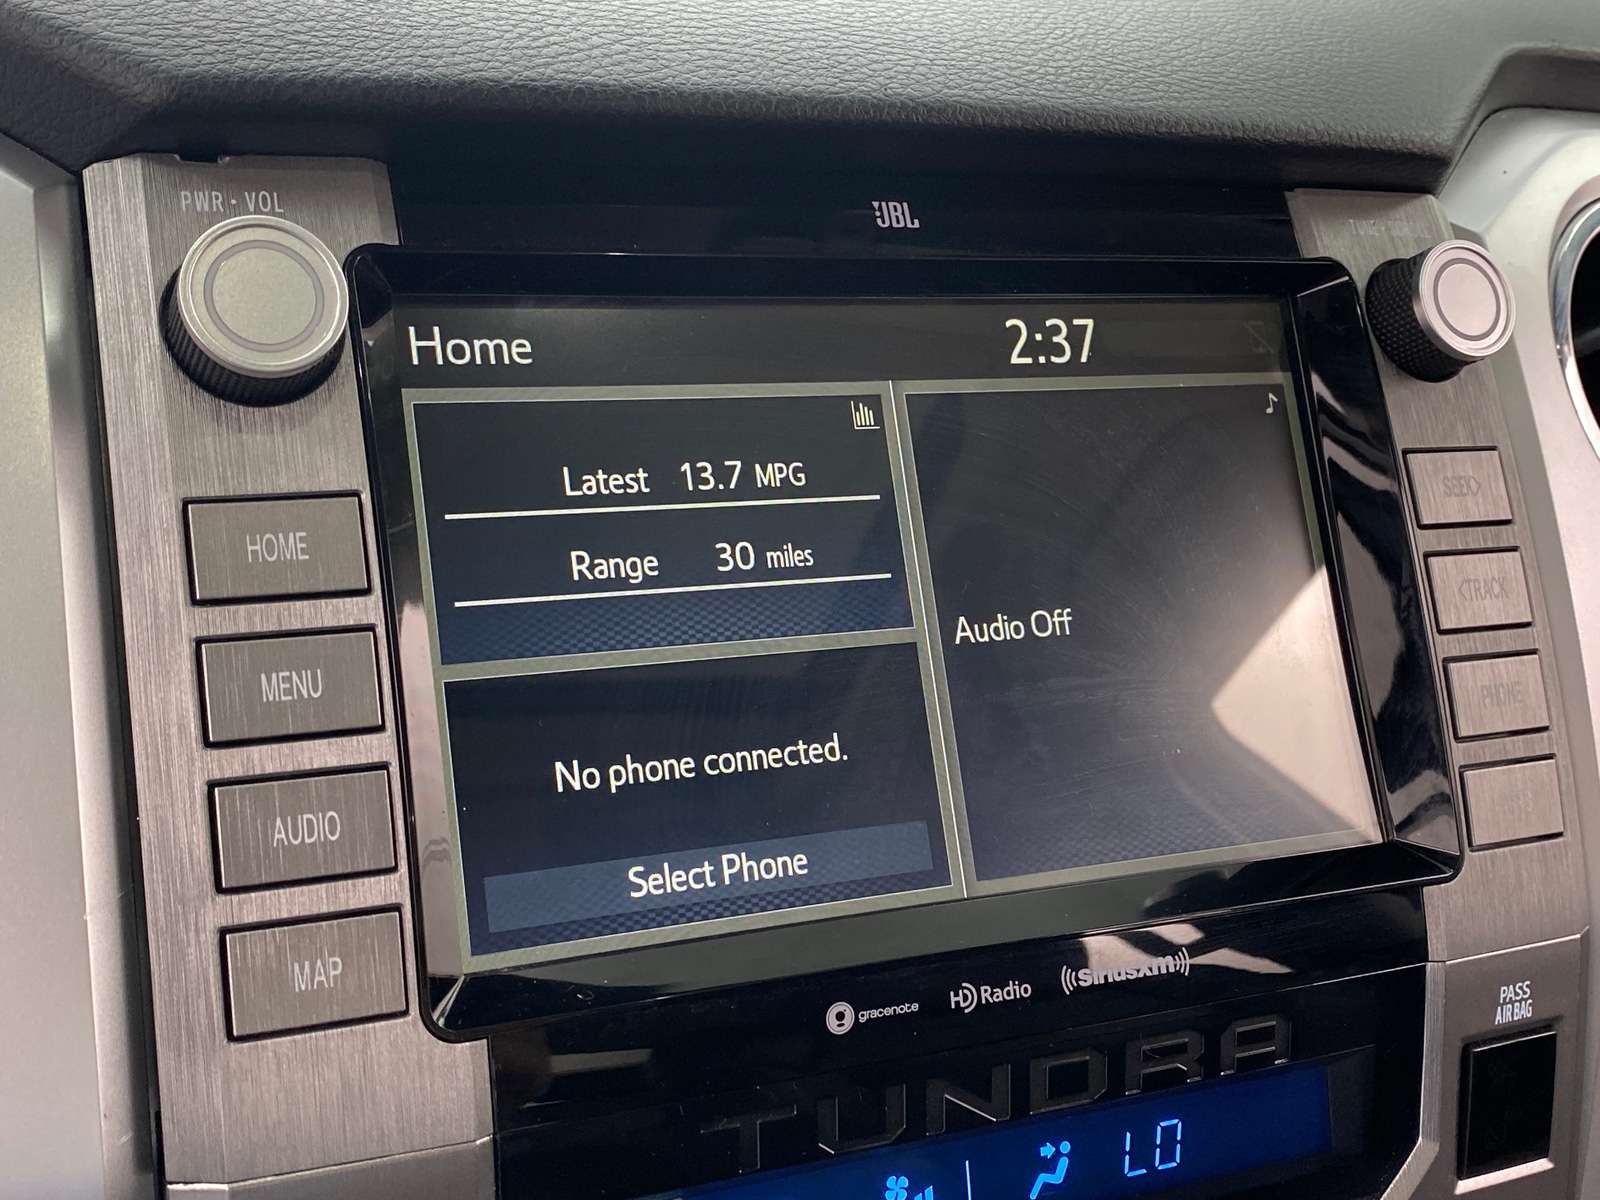 PWR • VOL
JBL
Home
2:37
Latest 13.7 MPG
Range 30 miles
Audio Off
No phone connected.
Select Phone
HOME
MENU
AUDIO
MAP
SEEK>
<TRACK
PHONE
gracenote
HD Radio
((SiriusXM))
PASS
AIR BAG
TUNDRA
LO